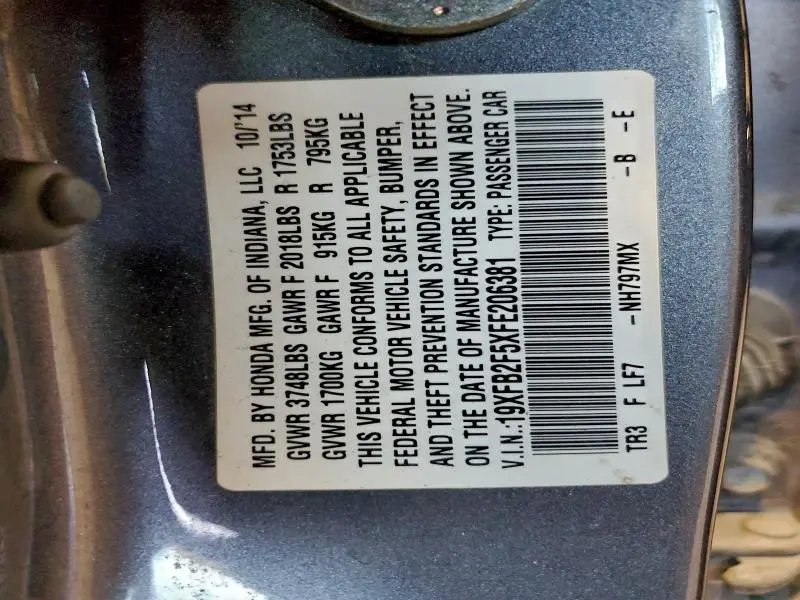 MFD. BY HONDA MFG. OF INDIANA, LLC 10/'14
GVWR 3748LBS GAWR F 2018LBS R 1753LBS
GVWR 1700KG GAWR F 915KG R 795KG
THIS VEHICLE CONFORMS TO ALL APPLICABLE
FEDERAL MOTOR VEHICLE SAFETY, BUMPER,
AND THEFT PREVENTION STANDARDS IN EFFECT
ON THE DATE OF MANUFACTURE SHOWN ABOVE.
V.I.N.:19XFB2F5XFE206381 TYPE: PASSENGER CAR
TR3 F LF7 -NH797MX -B -E